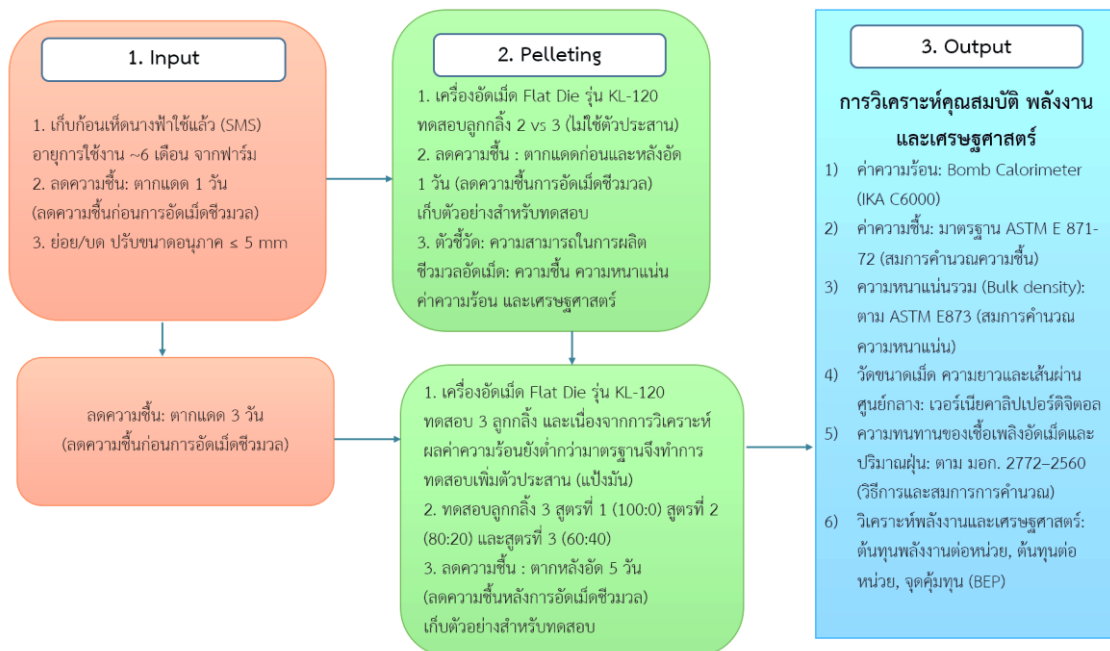 1. Input
1. เก็บก้อนเห็ดนางฟ้าใช้แล้ว (SMS)
อายุการใช้งาน ~6 เดือน จากฟาร์ม
2. ลดความชื้น: ตากแดด 1 วัน
(ลดความชื้นก่อนการอัดเม็ดชีวมวล)
3. ย่อย/บด ปรับขนาดอนุภาค ≤ 5 mm
ลดความชื้น: ตากแดด 3 วัน
(ลดความชื้นก่อนการอัดเม็ดชีวมวล)
2. Pelleting
1. เครื่องอัดเม็ด Flat Die รุ่น KL-120
ทดสอบลูกกลิ้ง 2 vs 3 (ไม่ใช้ตัวประสาน)
2. ลดความชื้น : ตากแดดก่อนและหลังอัด
1 วัน (ลดความชื้นการอัดเม็ดชีวมวล)
เก็บตัวอย่างสำหรับทดสอบ
3. ตัวชี้วัด: ความสามารถในการผลิต
ชีวมวลอัดเม็ด: ความชื้น ความหนาแน่น
ค่าความร้อน และเศรษฐศาสตร์
1. เครื่องอัดเม็ด Flat Die รุ่น KL-120
ทดสอบ 3 ลูกกลิ้ง และเนื่องจากการวิเคราะห์
ผลค่าความร้อนยังต่ำกว่ามาตรฐานจึงทำการ
ทดสอบเพิ่มตัวประสาน (แป้งมัน)
2. ทดสอบลูกกลิ้ง 3 สูตรที่ 1 (100:0) สูตรที่ 2
(80:20) และสูตรที่ 3 (60:40)
3. ลดความชื้น : ตากหลังอัด 5 วัน
(ลดความชื้นหลังการอัดเม็ดชีวมวล)
เก็บตัวอย่างสำหรับทดสอบ
3. Output
การวิเคราะห์คุณสมบัติ พลังงาน
และเศรษฐศาสตร์
1) ค่าความร้อน: Bomb Calorimeter
(IKA C6000)
2) ค่าความชื้น: มาตรฐาน ASTM E 871-
72 (สมการคำนวณความชื้น)
3) ความหนาแน่นรวม (Bulk density):
ตาม ASTM E873 (สมการคำนวณ
ความหนาแน่น)
4) วัดขนาดเม็ด ความยาวและเส้นผ่าน
ศูนย์กลาง: เวอร์เนียคาลิปเปอร์ดิจิตอล
5) ความทนทานของเชื้อเพลิงอัดเม็ดและ
ปริมาณฝุ่น: ตาม มอก. 2772–2560
(วิธีการและสมการการคำนวณ)
6) วิเคราะห์พลังงานและเศรษฐศาสตร์:
ต้นทุนพลังงานต่อหน่วย, ต้นทุนต่อ
หน่วย, จุดคุ้มทุน (BEP)